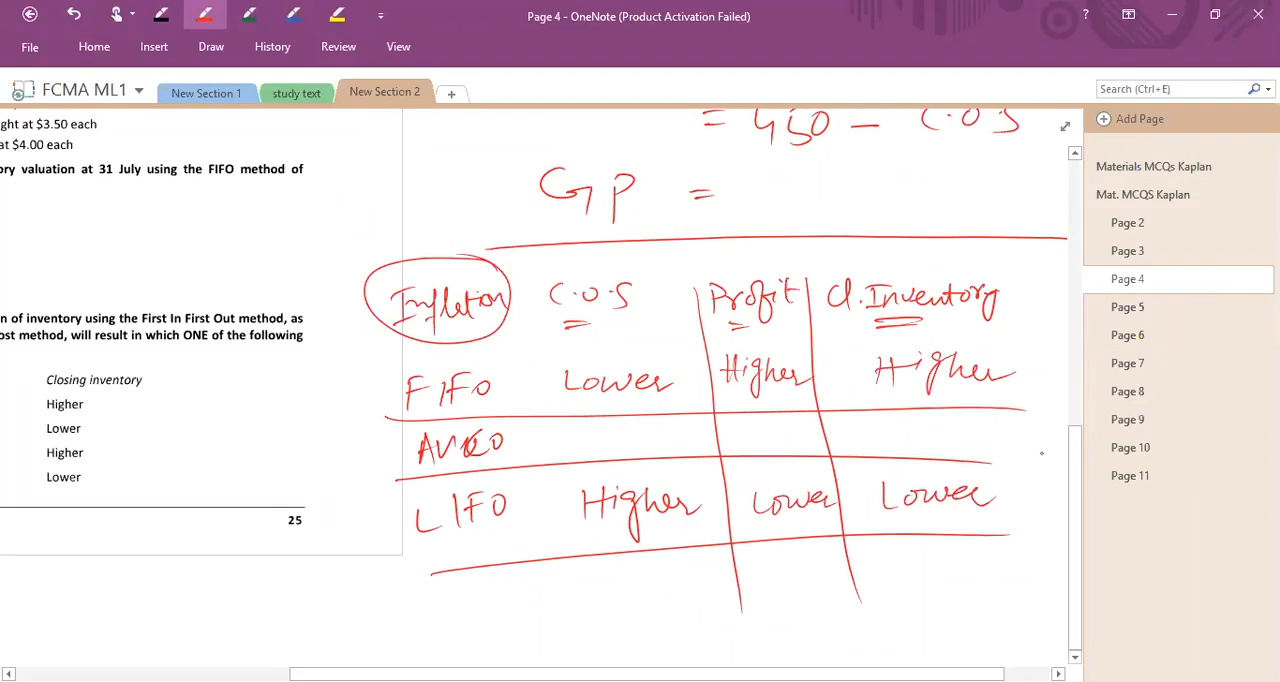 Page 4 - OneNote (Product Activation Failed)
?
File Home Insert Draw History Review View
FCMA ML1 New Section 1 study text New Section 2 +
Search (Ctrl+E)
Add Page
Materials MCQs Kaplan
Mat. MCQS Kaplan
Page 2
Page 3
Page 4
Page 5
Page 6
Page 7
Page 8
Page 9
Page 10
Page 11
ght at $3.50 each
at $4.00 each
ory valuation at 31 July using the FIFO method of
on of inventory using the First In First Out method, as
ost method, will result in which ONE of the following
Closing inventory
Higher
Lower
Higher
Lower
25
= 450 - C.O.S
GP =
Infletion C.O.S Profit Cl. Inventory
FIFO Lower Higher Higher
AVCO
LIFO Higher Lower Lower